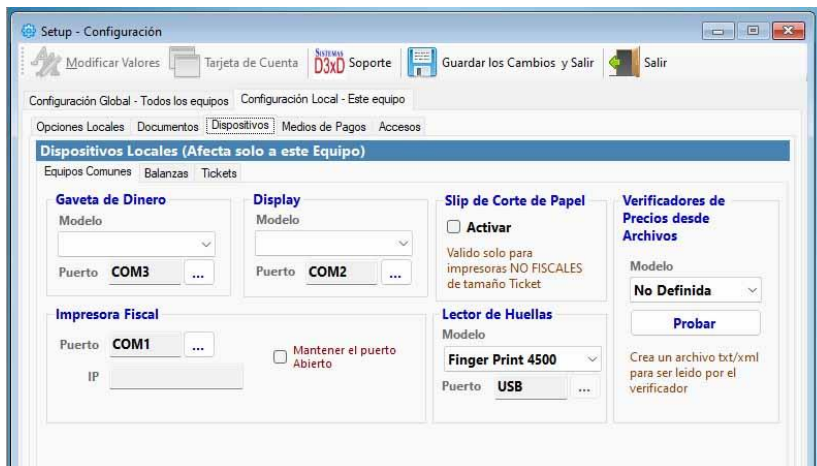 Setup - Configuración
Modificar Valores
Tarjeta de Cuenta
SISTEMAS
D3xD
Soporte
Guardar los Cambios y Salir
Salir
Configuración Global - Todos los equipos
Configuración Local - Este equipo
Opciones Locales
Documentos
Dispositivos
Medios de Pagos
Accesos
Dispositivos Locales (Afecta solo a este Equipo)
Equipos Comunes
Balanzas
Tickets
Gaveta de Dinero
Modelo
Puerto COM3 ...
Display
Modelo
Puerto COM2 ...
Slip de Corte de Papel
Activar
Valido solo para
impresoras NO FISCALES
de tamaño Ticket
Verificadores de
Precios desde
Archivos
Modelo
No Definida
Probar
Crea un archivo txt/xml
para ser leido por el
verificador
Impresora Fiscal
Puerto COM1 ...
IP
Mantener el puerto
Abierto
Lector de Huellas
Modelo
Finger Print 4500
Puerto USB ...